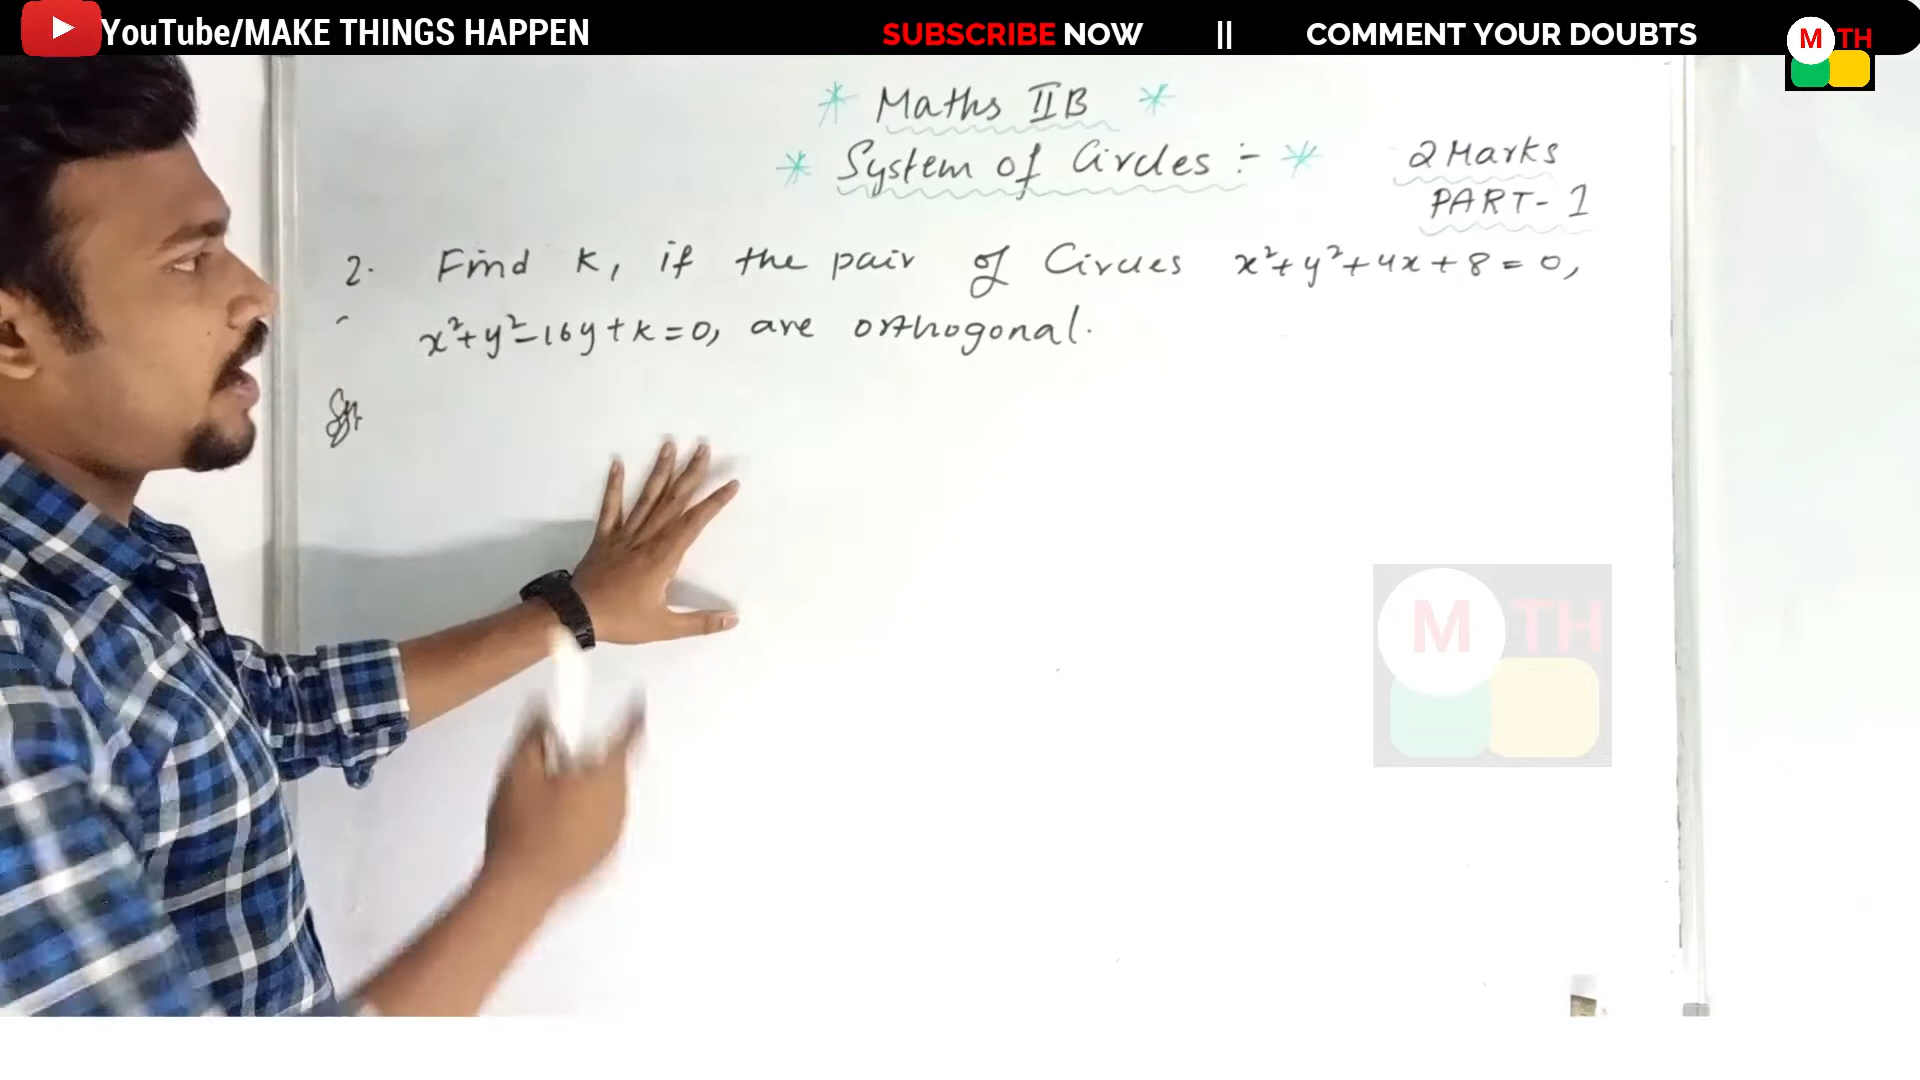 YouTube/MAKE THINGS HAPPEN SUBSCRIBE NOW || COMMENT YOUR DOUBTS M TH
* Maths IIB *
* System of Circles :- *
2 Marks
PART- 1
2. Find K, if the pair of Circles x²+y²+4x+8=0,
x²+y²-16y+k=0, are orthogonal.
Sol
M TH